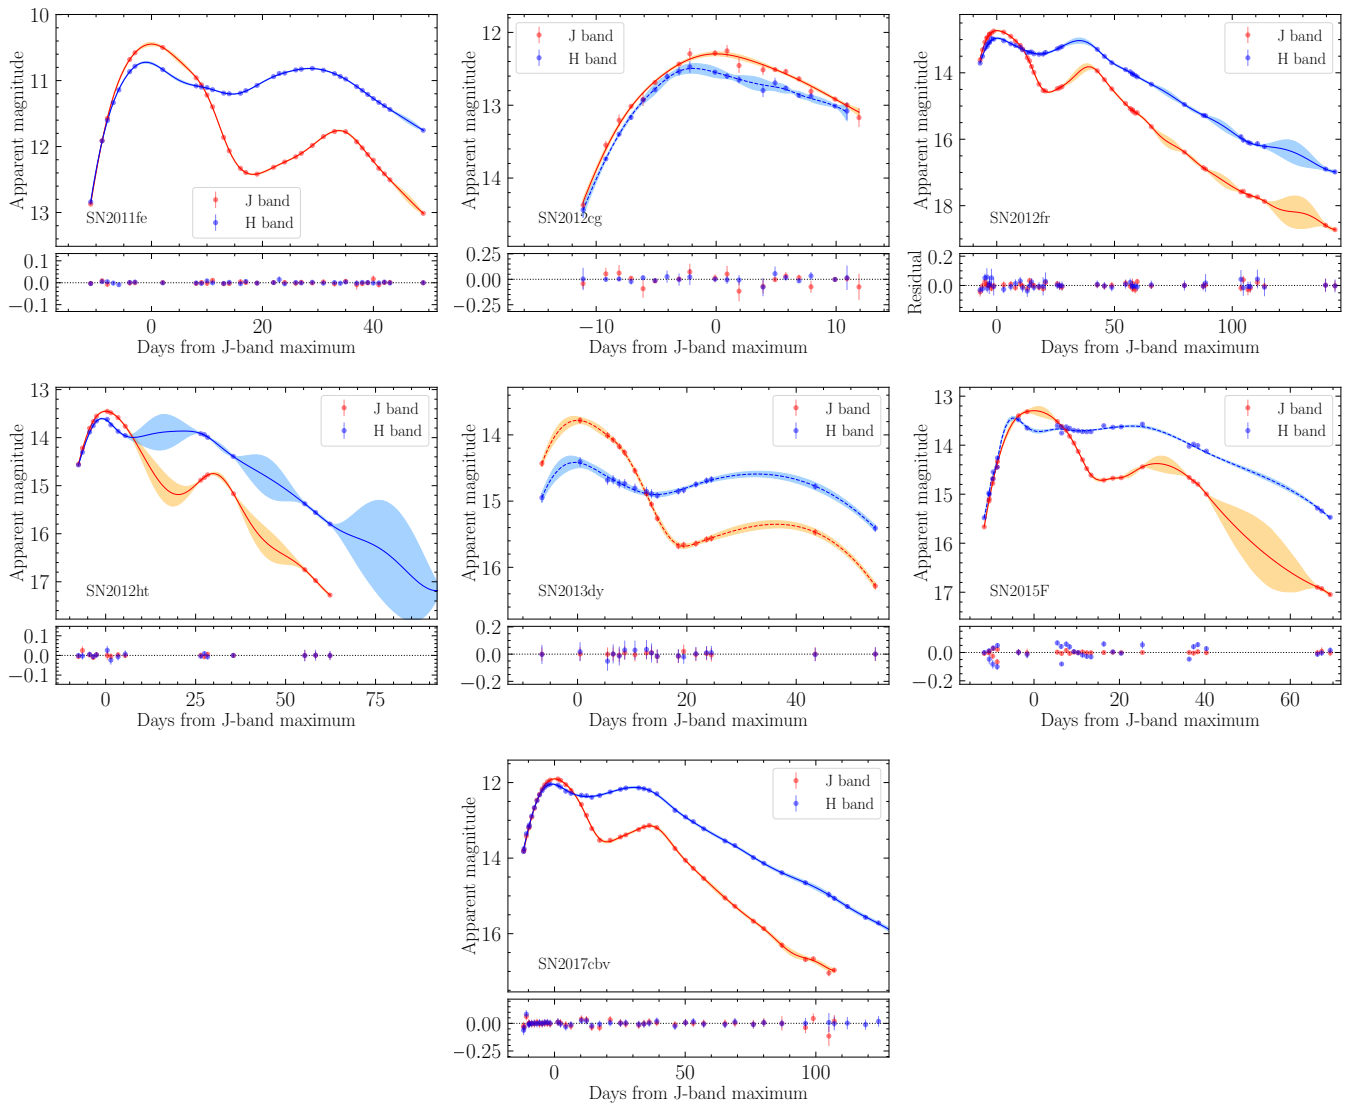 10
11
12
13
Apparent magnitude
J band
H band
SN2011fe
0.1
0.0
−0.1
0
20
40
Days from J-band maximum
12
13
14
Apparent magnitude
J band
H band
SN2012cg
0.25
0.00
−0.25
−10
0
10
Days from J-band maximum
14
16
18
Apparent magnitude
J band
H band
SN2012fr
Residual
0.2
0.0
0
50
100
Days from J-band maximum
13
14
15
16
17
Apparent magnitude
J band
H band
SN2012ht
0.1
0.0
−0.1
0
25
50
75
Days from J-band maximum
14
15
16
Apparent magnitude
J band
H band
SN2013dy
0.2
0.0
−0.2
0
20
40
Days from J-band maximum
13
14
15
16
17
Apparent magnitude
J band
H band
SN2015F
0.0
−0.2
0
20
40
60
Days from J-band maximum
12
14
16
Apparent magnitude
J band
H band
SN2017cbv
0.00
−0.25
0
50
100
Days from J-band maximum